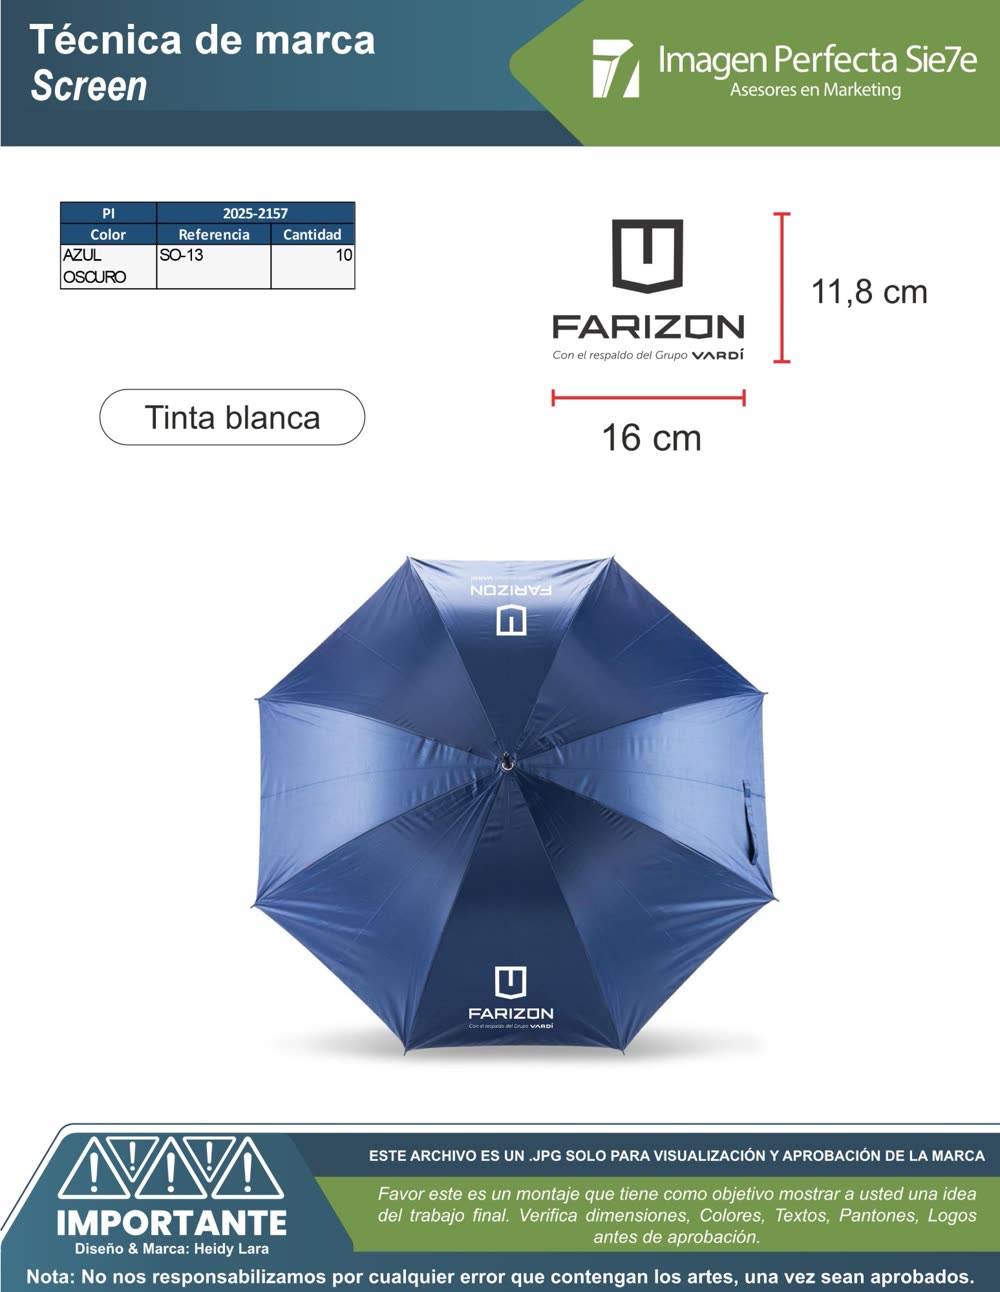 Técnica de marca
Screen
Imagen Perfecta Sie7e
Asesores en Marketing
PI 2025-2157
Color Referencia Cantidad
AZUL OSCURO SO-13 10
FARIZON
Con el respaldo del Grupo VARDÍ
11,8 cm
16 cm
Tinta blanca
FARIZON
FARIZON
Con el respaldo del Grupo VARDÍ
ESTE ARCHIVO ES UN .JPG SOLO PARA VISUALIZACIÓN Y APROBACIÓN DE LA MARCA
Favor este es un montaje que tiene como objetivo mostrar a usted una idea
del trabajo final. Verifica dimensiones, Colores, Textos, Pantones, Logos
antes de aprobación.
IMPORTANTE
Diseño & Marca: Heidy Lara
Nota: No nos responsabilizamos por cualquier error que contengan los artes, una vez sean aprobados.